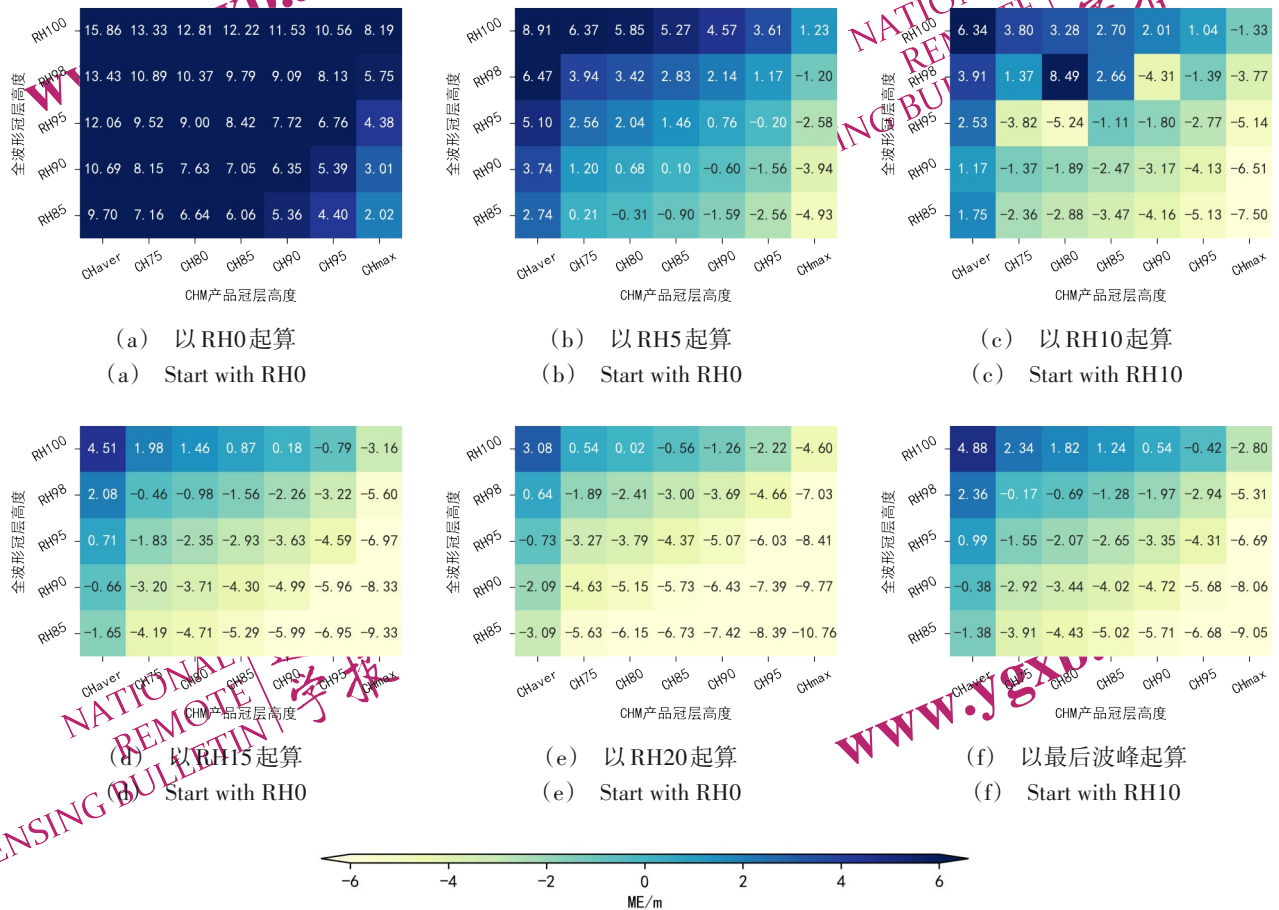 RH100 15.86 13.33 12.81 12.22 11.53 10.56 8.19
RH98 13.43 10.89 10.37 9.79 9.09 8.13 5.75
RH95 12.06 9.52 9.00 8.42 7.72 6.76 4.38
RH90 10.69 8.15 7.63 7.05 6.35 5.39 3.01
RH85 9.70 7.16 6.64 6.06 5.36 4.40 2.02
全波形冠层高度
CHaver CH75 CH80 CH85 CH90 CH95 CHmax
CHM产品冠层高度
(a) 以RH0起算
(a) Start with RH0
RH100 8.91 6.37 5.85 5.27 4.57 3.61 1.23
RH98 6.47 3.94 3.42 2.83 2.14 1.17 −1.20
RH95 5.10 2.56 2.04 1.46 0.76 −0.20 −2.58
RH90 3.74 1.20 0.68 0.10 −0.60 −1.56 −3.94
RH85 2.74 0.21 −0.31 −0.90 −1.59 −2.56 −4.93
全波形冠层高度
CHaver CH75 CH80 CH85 CH90 CH95 CHmax
CHM产品冠层高度
(b) 以RH5起算
(b) Start with RH0
RH100 6.34 3.80 3.28 2.70 2.01 1.04 −1.33
RH98 3.91 1.37 8.49 2.66 −4.31 −1.39 −3.77
RH95 2.53 −3.82 −5.24 −1.11 −1.80 −2.77 −5.14
RH90 1.17 −1.37 −1.89 −2.47 −3.17 −4.13 −6.51
RH85 1.75 −2.36 −2.88 −3.47 −4.16 −5.13 −7.50
全波形冠层高度
CHaver CH75 CH80 CH85 CH90 CH95 CHmax
CHM产品冠层高度
(c) 以RH10起算
(c) Start with RH10
RH100 4.51 1.98 1.46 0.87 0.18 −0.79 −3.16
RH98 2.08 −0.46 −0.98 −1.56 −2.26 −3.22 −5.60
RH95 0.71 −1.83 −2.35 −2.93 −3.63 −4.59 −6.97
RH90 −0.66 −3.20 −3.71 −4.30 −4.99 −5.96 −8.33
RH85 −1.65 −4.19 −4.71 −5.29 −5.99 −6.95 −9.33
全波形冠层高度
CHaver CH75 CH80 CH85 CH90 CH95 CHmax
CHM产品冠层高度
(d) 以RH15起算
(d) Start with RH0
RH100 3.08 0.54 0.02 −0.56 −1.26 −2.22 −4.60
RH98 0.64 −1.89 −2.41 −3.00 −3.69 −4.66 −7.03
RH95 −0.73 −3.27 −3.79 −4.37 −5.07 −6.03 −8.41
RH90 −2.09 −4.63 −5.15 −5.73 −6.43 −7.39 −9.77
RH85 −3.09 −5.63 −6.15 −6.73 −7.42 −8.39 −10.76
全波形冠层高度
CHaver CH75 CH80 CH85 CH90 CH95 CHmax
CHM产品冠层高度
(e) 以RH20起算
(e) Start with RH0
RH100 4.88 2.34 1.82 1.24 0.54 −0.42 −2.80
RH98 2.36 −0.17 −0.69 −1.28 −1.97 −2.94 −5.31
RH95 0.99 −1.55 −2.07 −2.65 −3.35 −4.31 −6.69
RH90 −0.38 −2.92 −3.44 −4.02 −4.72 −5.68 −8.06
RH85 −1.38 −3.91 −4.43 −5.02 −5.71 −6.68 −9.05
全波形冠层高度
CHaver CH75 CH80 CH85 CH90 CH95 CHmax
CHM产品冠层高度
(f) 以最后波峰起算
(f) Start with RH10
−6 −4 −2 0 2 4 6
ME/m
NATIONAL
REMOTE
学报
www.ygxb.